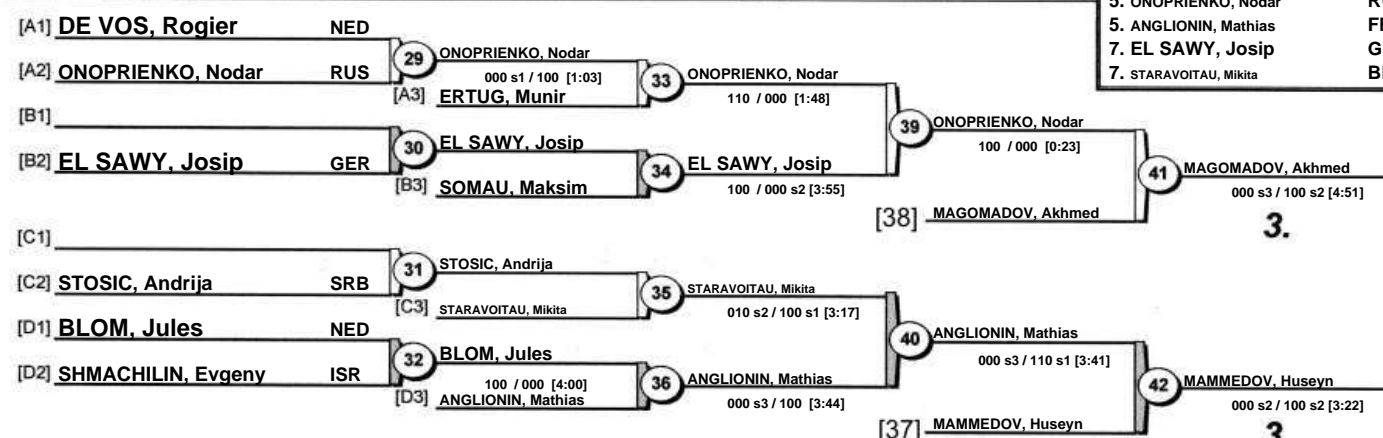 5. ONOPRIENKO, Nodar
5. ANGLIONIN, Mathias
7. EL SAWY, Josip
7. STARAVOITAU, Mikita
[A1] DE VOS, Rogier NED
[A2] ONOPRIENKO, Nodar RUS
29
ONOPRIENKO, Nodar
000 s1 / 100 [1:03]
[A3] ERTUG, Munir
33
ONOPRIENKO, Nodar
110 / 000 [1:48]
[B1]
[B2] EL SAWY, Josip GER
30
EL SAWY, Josip
[B3] SOMAU, Maksim
34
EL SAWY, Josip
100 / 000 s2 [3:55]
39
ONOPRIENKO, Nodar
100 / 000 [0:23]
[38] MAGOMADOV, Akhmed
41
MAGOMADOV, Akhmed
000 s3 / 100 s2 [4:51]
3.
[C1]
[C2] STOSIC, Andrija SRB
31
STOSIC, Andrija
[C3] STARAVOITAU, Mikita
35
STARAVOITAU, Mikita
010 s2 / 100 s1 [3:17]
[D1] BLOM, Jules NED
[D2] SHMACHILIN, Evgeny ISR
32
BLOM, Jules
100 / 000 [4:00]
[D3] ANGLIONIN, Mathias
36
ANGLIONIN, Mathias
000 s3 / 100 [3:44]
40
ANGLIONIN, Mathias
000 s3 / 110 s1 [3:41]
[37] MAMMEDOV, Huseyn
42
MAMMEDOV, Huseyn
000 s2 / 100 s2 [3:22]
3